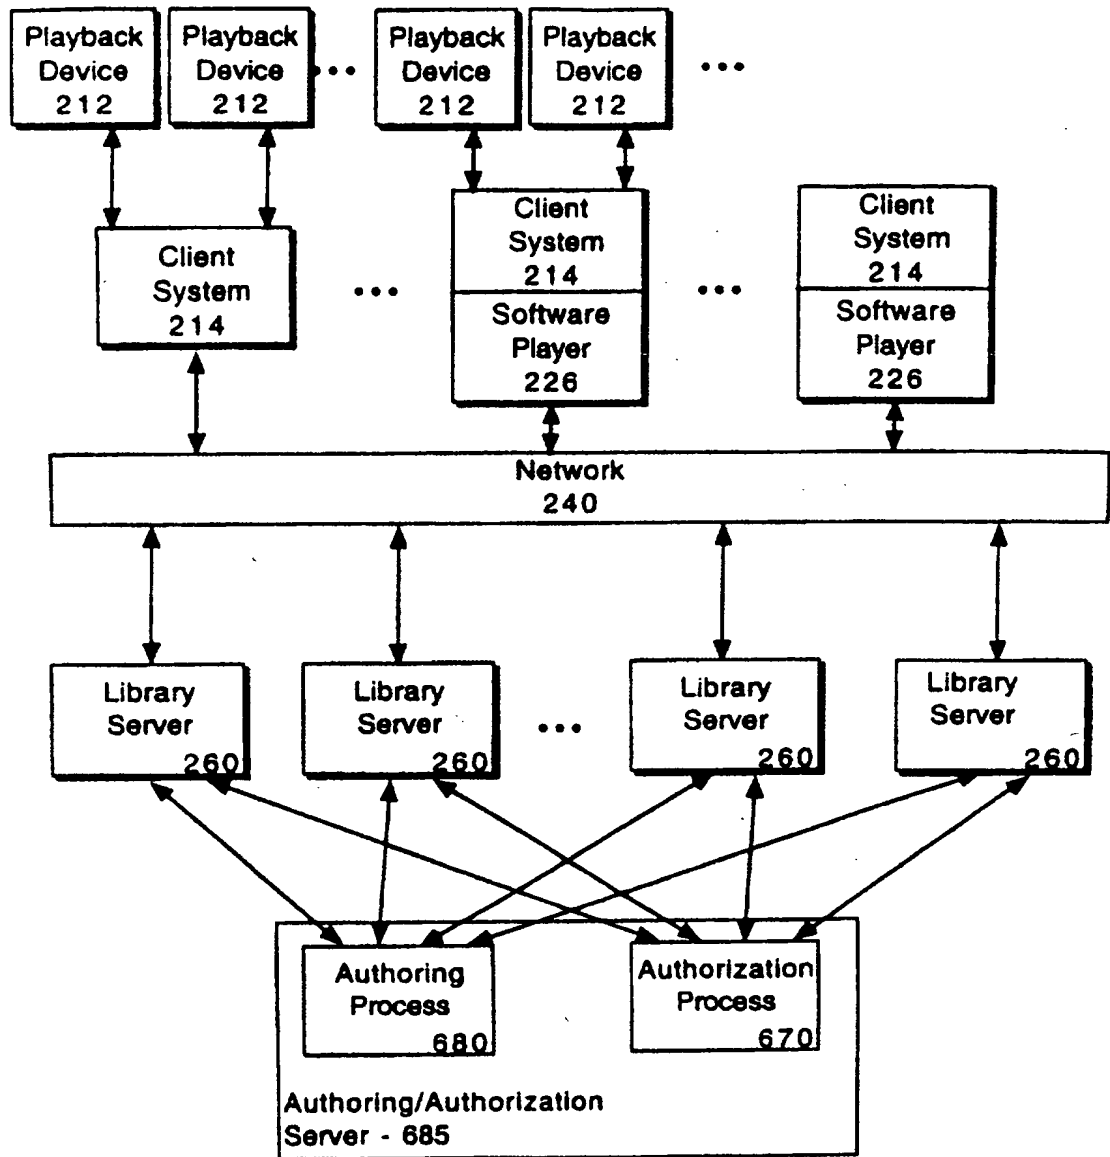 Playback
Device
212
Playback
Device
212
Playback
Device
212
Playback
Device
212
Client
System
214
Client
System
214
Software
Player
226
Client
System
214
Software
Player
226
Network
240
Library
Server
260
Library
Server
260
Library
Server
260
Library
Server
260
Authoring
Process
680
Authorization
Process
670
Authoring/Authorization
Server - 685